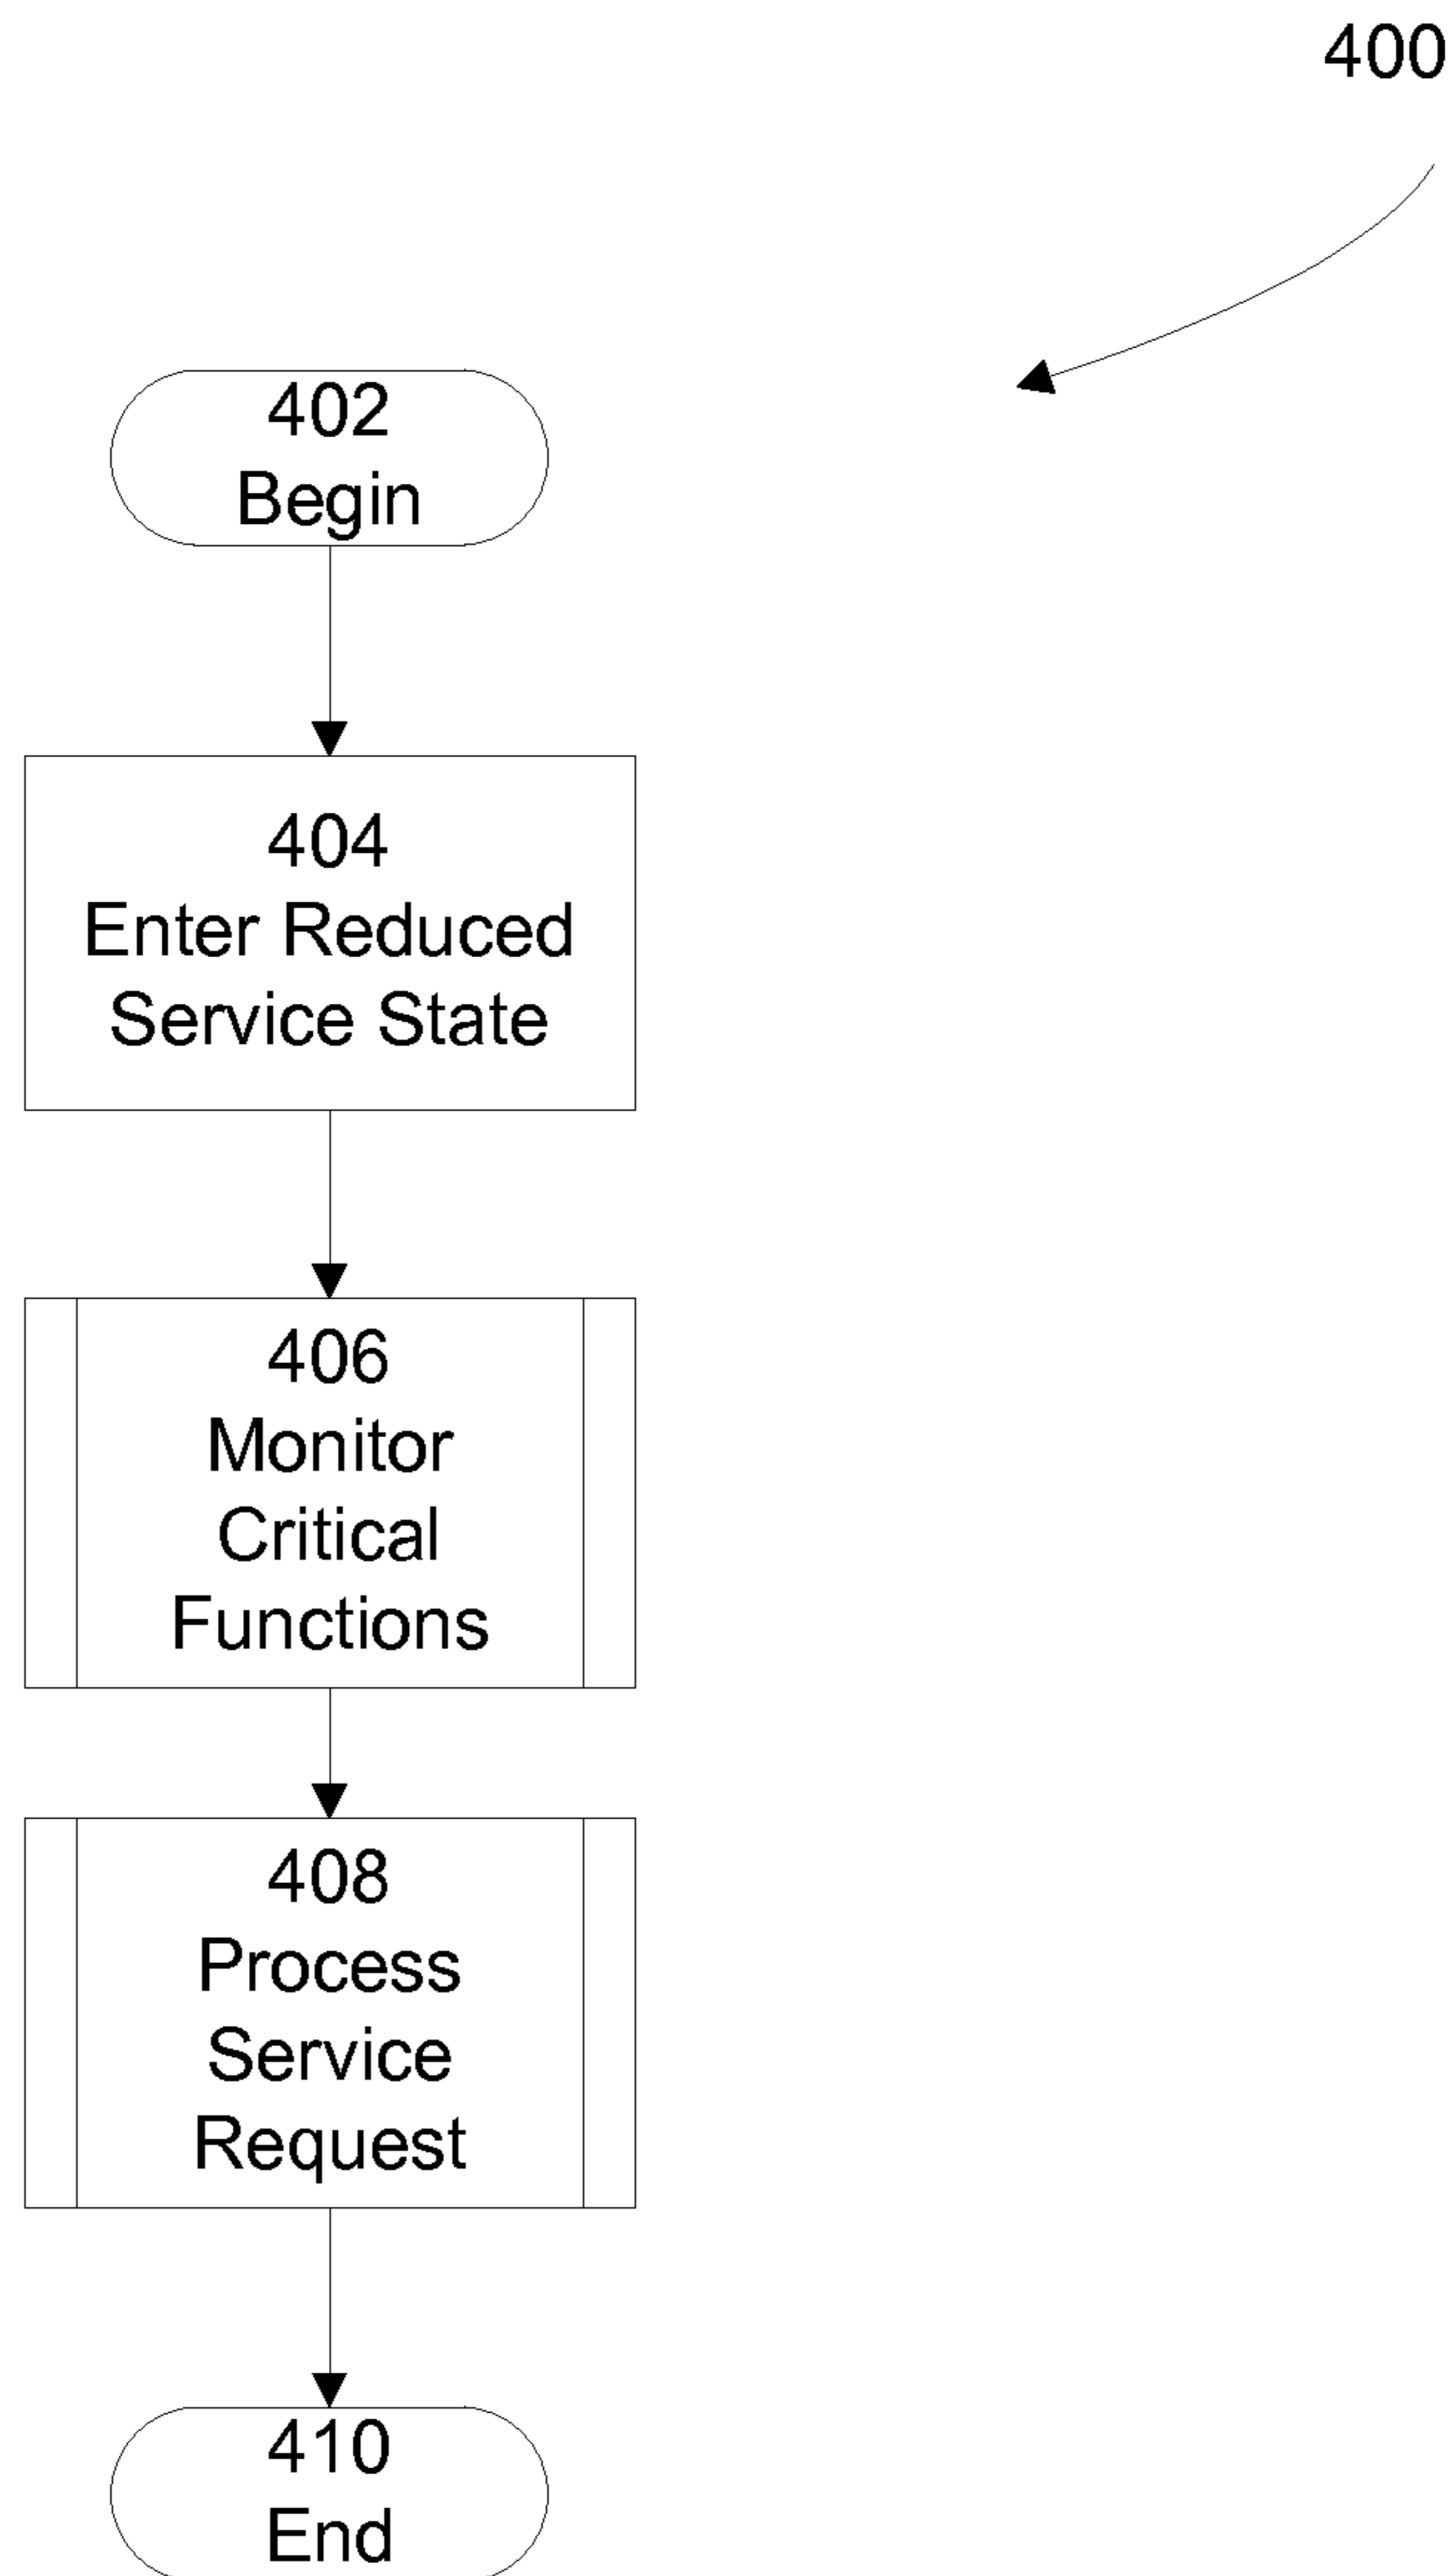 400
402
Begin
404
Enter Reduced
Service State
406
Monitor
Critical
Functions
408
Process
Service
Request
410
End